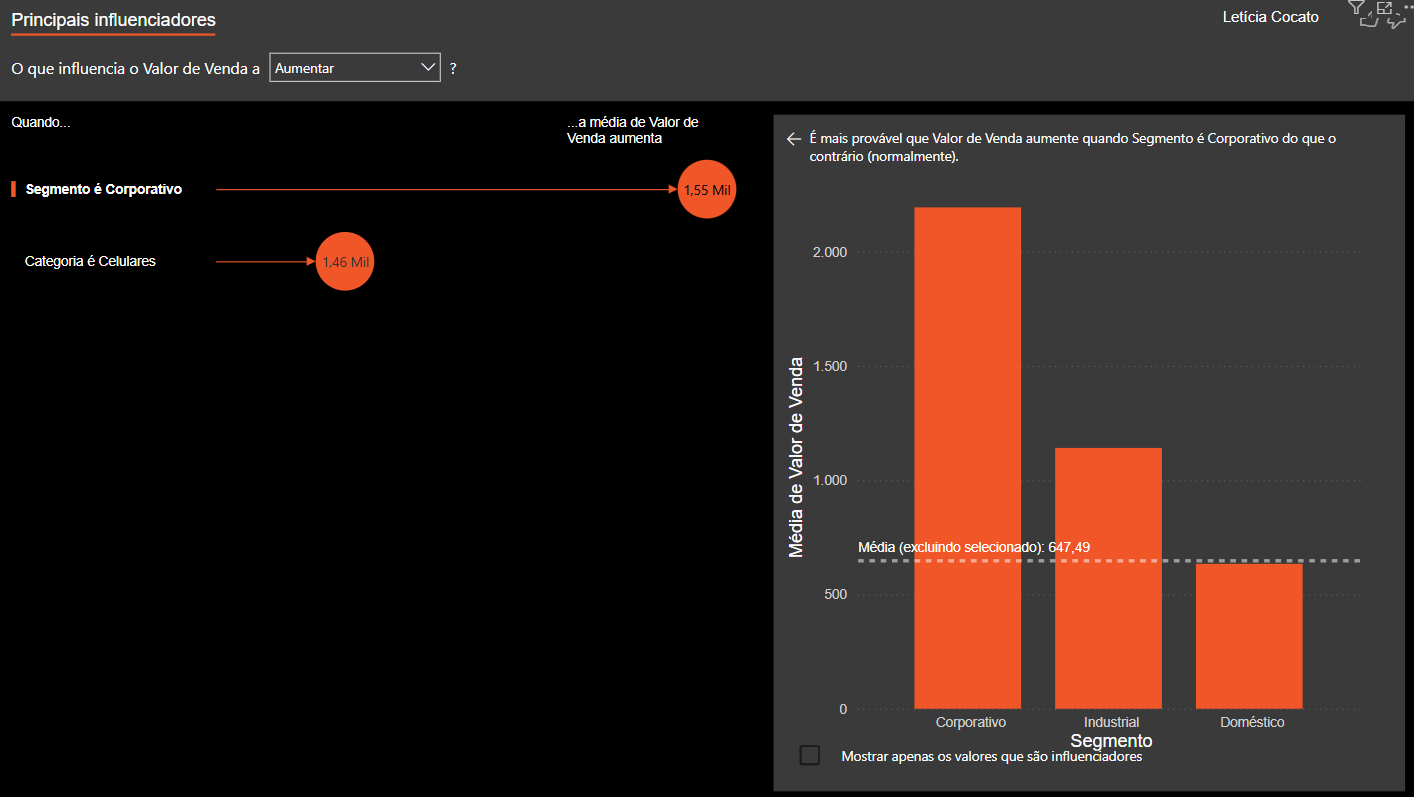 Principais influenciadores
Letícia Cocato
O que influencia o Valor de Venda a Aumentar ?
Quando...
...a média de Valor de
Venda aumenta
Segmento é Corporativo
1,55 Mil
Categoria é Celulares
1,46 Mil
É mais provável que Valor de Venda aumente quando Segmento é Corporativo do que o
contrário (normalmente).
Média de Valor de Venda
2.000
1.500
1.000
500
0
Média (excluindo selecionado): 647,49
Corporativo
Industrial
Doméstico
Segmento
Mostrar apenas os valores que são influenciadores